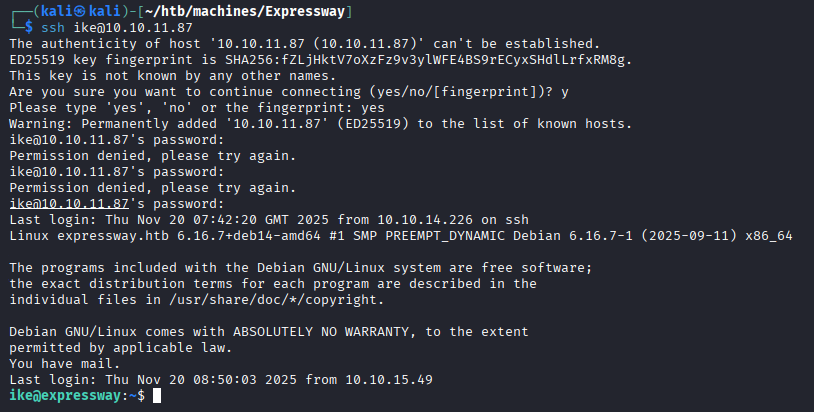 ┌──(kali㉿kali)-[~/htb/machines/Expressway]
└─$ ssh ike@10.10.11.87
The authenticity of host '10.10.11.87 (10.10.11.87)' can't be established.
ED25519 key fingerprint is SHA256:fZLjHktV7oXzFz9v3ylWFE4BS9rECyxSHdlLrfxRM8g.
This key is not known by any other names.
Are you sure you want to continue connecting (yes/no/[fingerprint])? y
Please type 'yes', 'no' or the fingerprint: yes
Warning: Permanently added '10.10.11.87' (ED25519) to the list of known hosts.
ike@10.10.11.87's password:
Permission denied, please try again.
ike@10.10.11.87's password:
Permission denied, please try again.
ike@10.10.11.87's password:
Last login: Thu Nov 20 07:42:20 GMT 2025 from 10.10.14.226 on ssh
Linux expressway.htb 6.16.7+deb14-amd64 #1 SMP PREEMPT_DYNAMIC Debian 6.16.7-1 (2025-09-11) x86_64

The programs included with the Debian GNU/Linux system are free software;
the exact distribution terms for each program are described in the
individual files in /usr/share/doc/*/copyright.

Debian GNU/Linux comes with ABSOLUTELY NO WARRANTY, to the extent
permitted by applicable law.
You have mail.
Last login: Thu Nov 20 08:50:03 2025 from 10.10.15.49
ike@expressway:~$